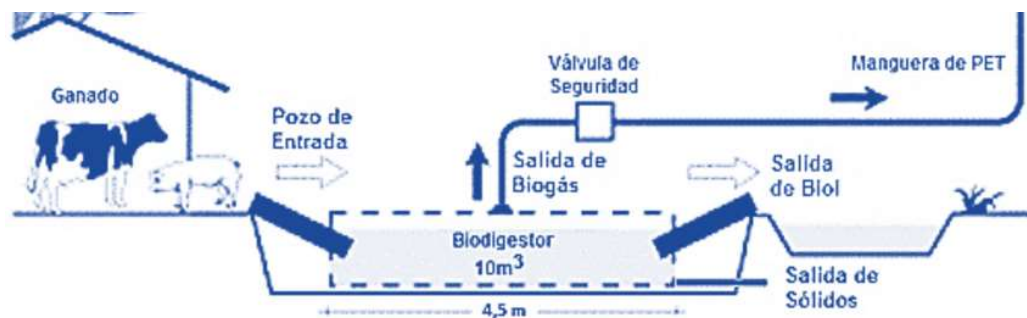 Ganado
Pozo de
Entrada
Válvula de
Seguridad
Manguera de PET
Salida de
Biogás
Salida
de Biol
Biodigestor
10m³
Salida de
Sólidos
4,5 m